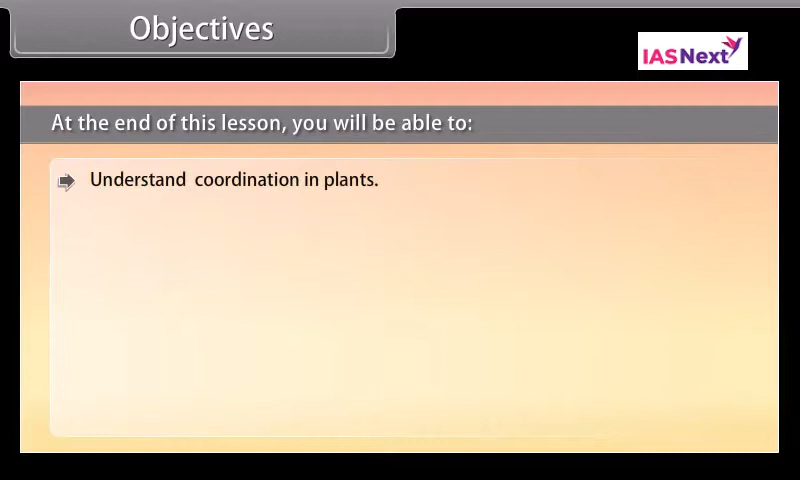 Objectives
IASNext
At the end of this lesson, you will be able to:
Understand coordination in plants.